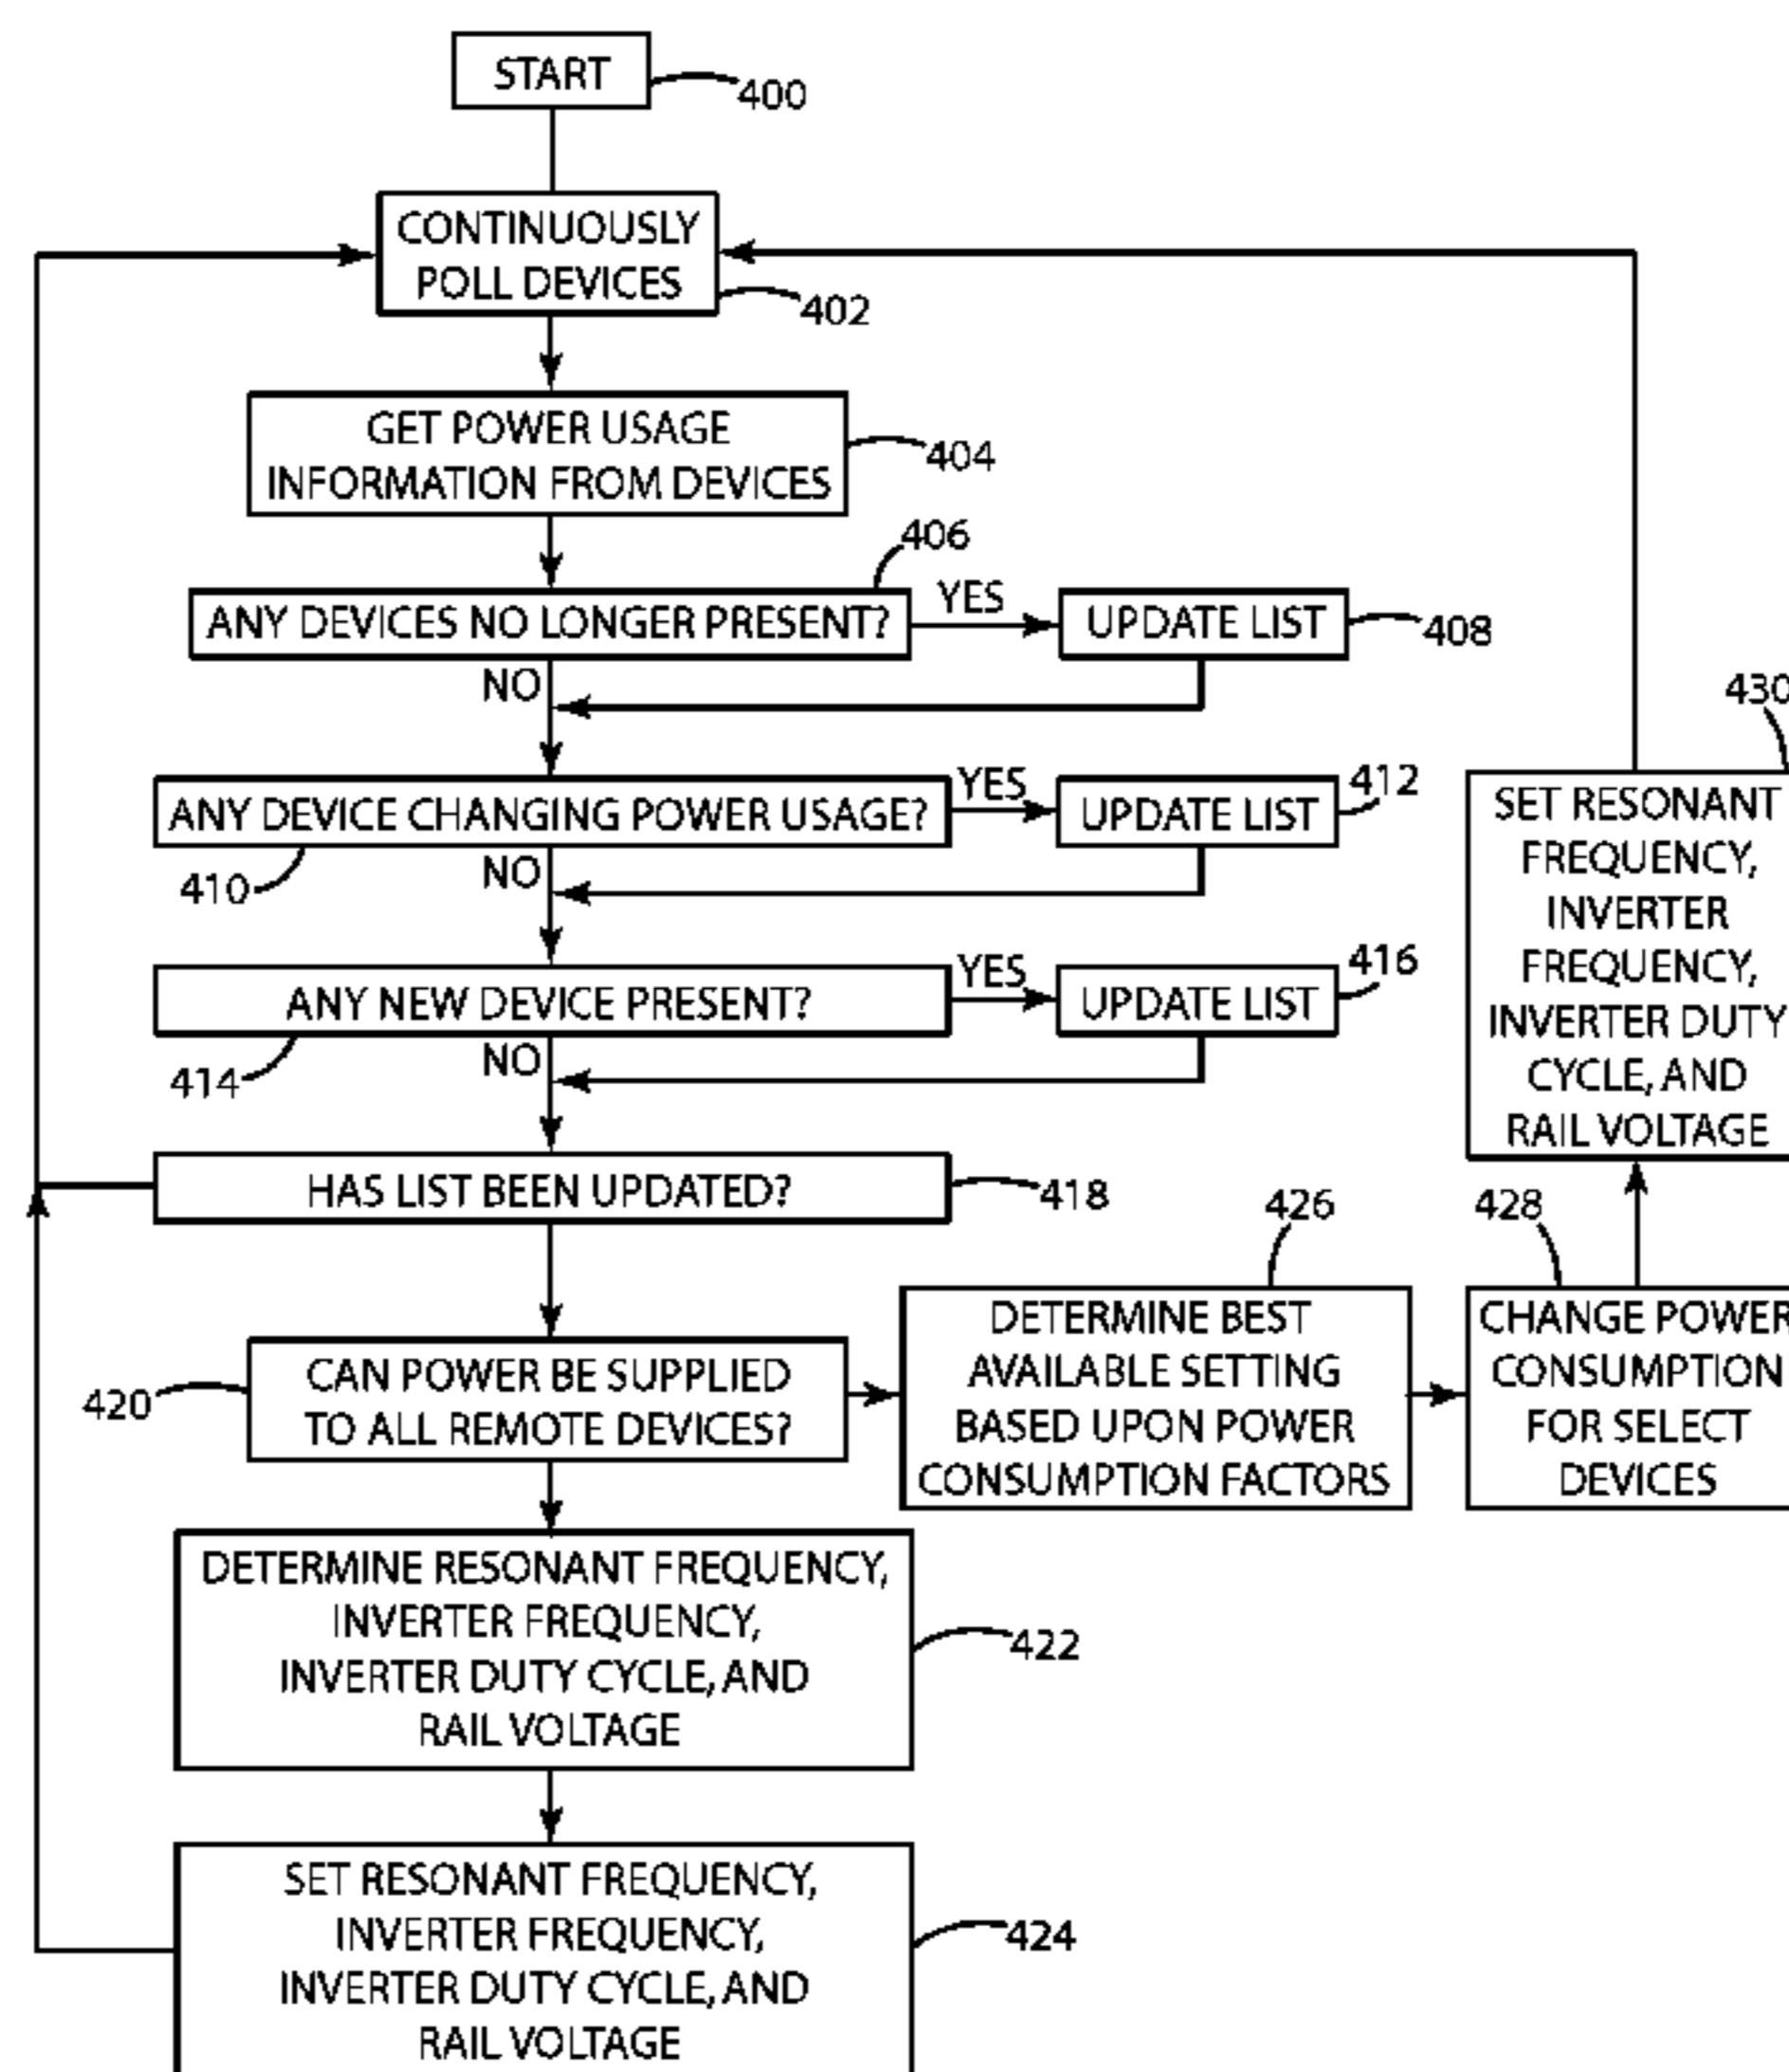 START
400
CONTINUOUSLY
POLL DEVICES
402
GET POWER USAGE
INFORMATION FROM DEVICES
404
406
ANY DEVICES NO LONGER PRESENT?
YES
UPDATE LIST
408
NO
ANY DEVICE CHANGING POWER USAGE?
YES
UPDATE LIST
412
410
NO
ANY NEW DEVICE PRESENT?
YES
UPDATE LIST
416
414
NO
HAS LIST BEEN UPDATED?
418
420
CAN POWER BE SUPPLIED
TO ALL REMOTE DEVICES?
426
DETERMINE BEST
AVAILABLE SETTING
BASED UPON POWER
CONSUMPTION FACTORS
428
CHANGE POWER
CONSUMPTION
FOR SELECT
DEVICES
430
SET RESONANT
FREQUENCY,
INVERTER
FREQUENCY,
INVERTER DUTY
CYCLE, AND
RAIL VOLTAGE
DETERMINE RESONANT FREQUENCY,
INVERTER FREQUENCY,
INVERTER DUTY CYCLE, AND
RAIL VOLTAGE
422
SET RESONANT FREQUENCY,
INVERTER FREQUENCY,
INVERTER DUTY CYCLE, AND
RAIL VOLTAGE
424